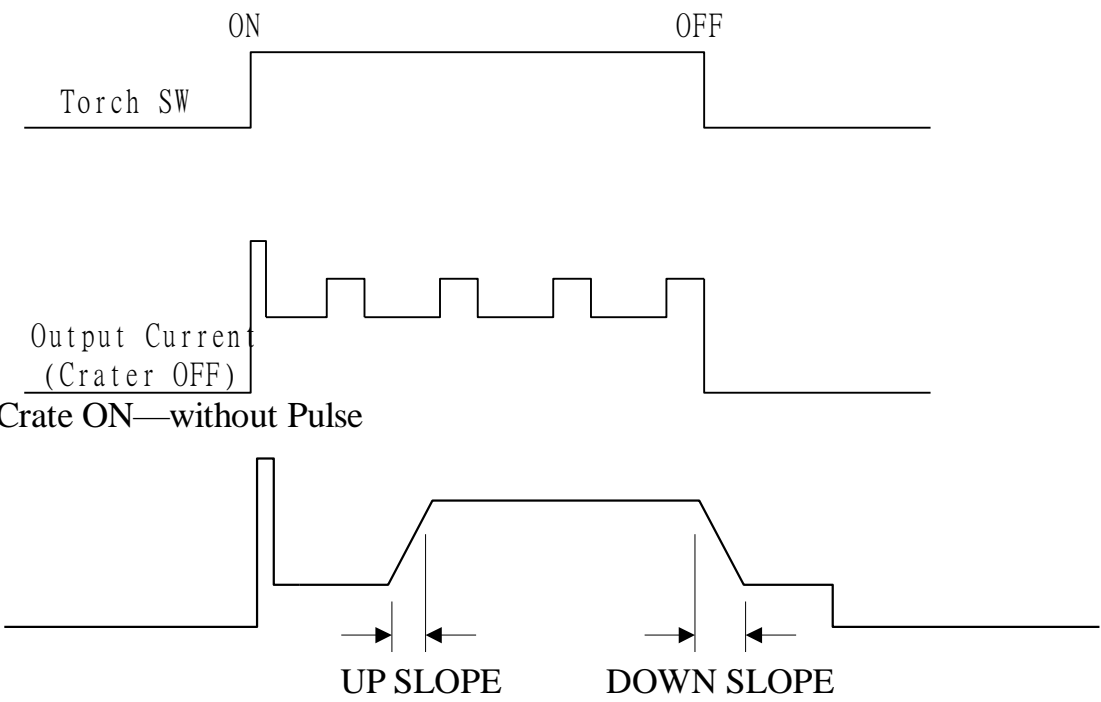 ON OFF
Torch SW
Output Current
(Crater OFF)
Crate ON—without Pulse
UP SLOPE DOWN SLOPE